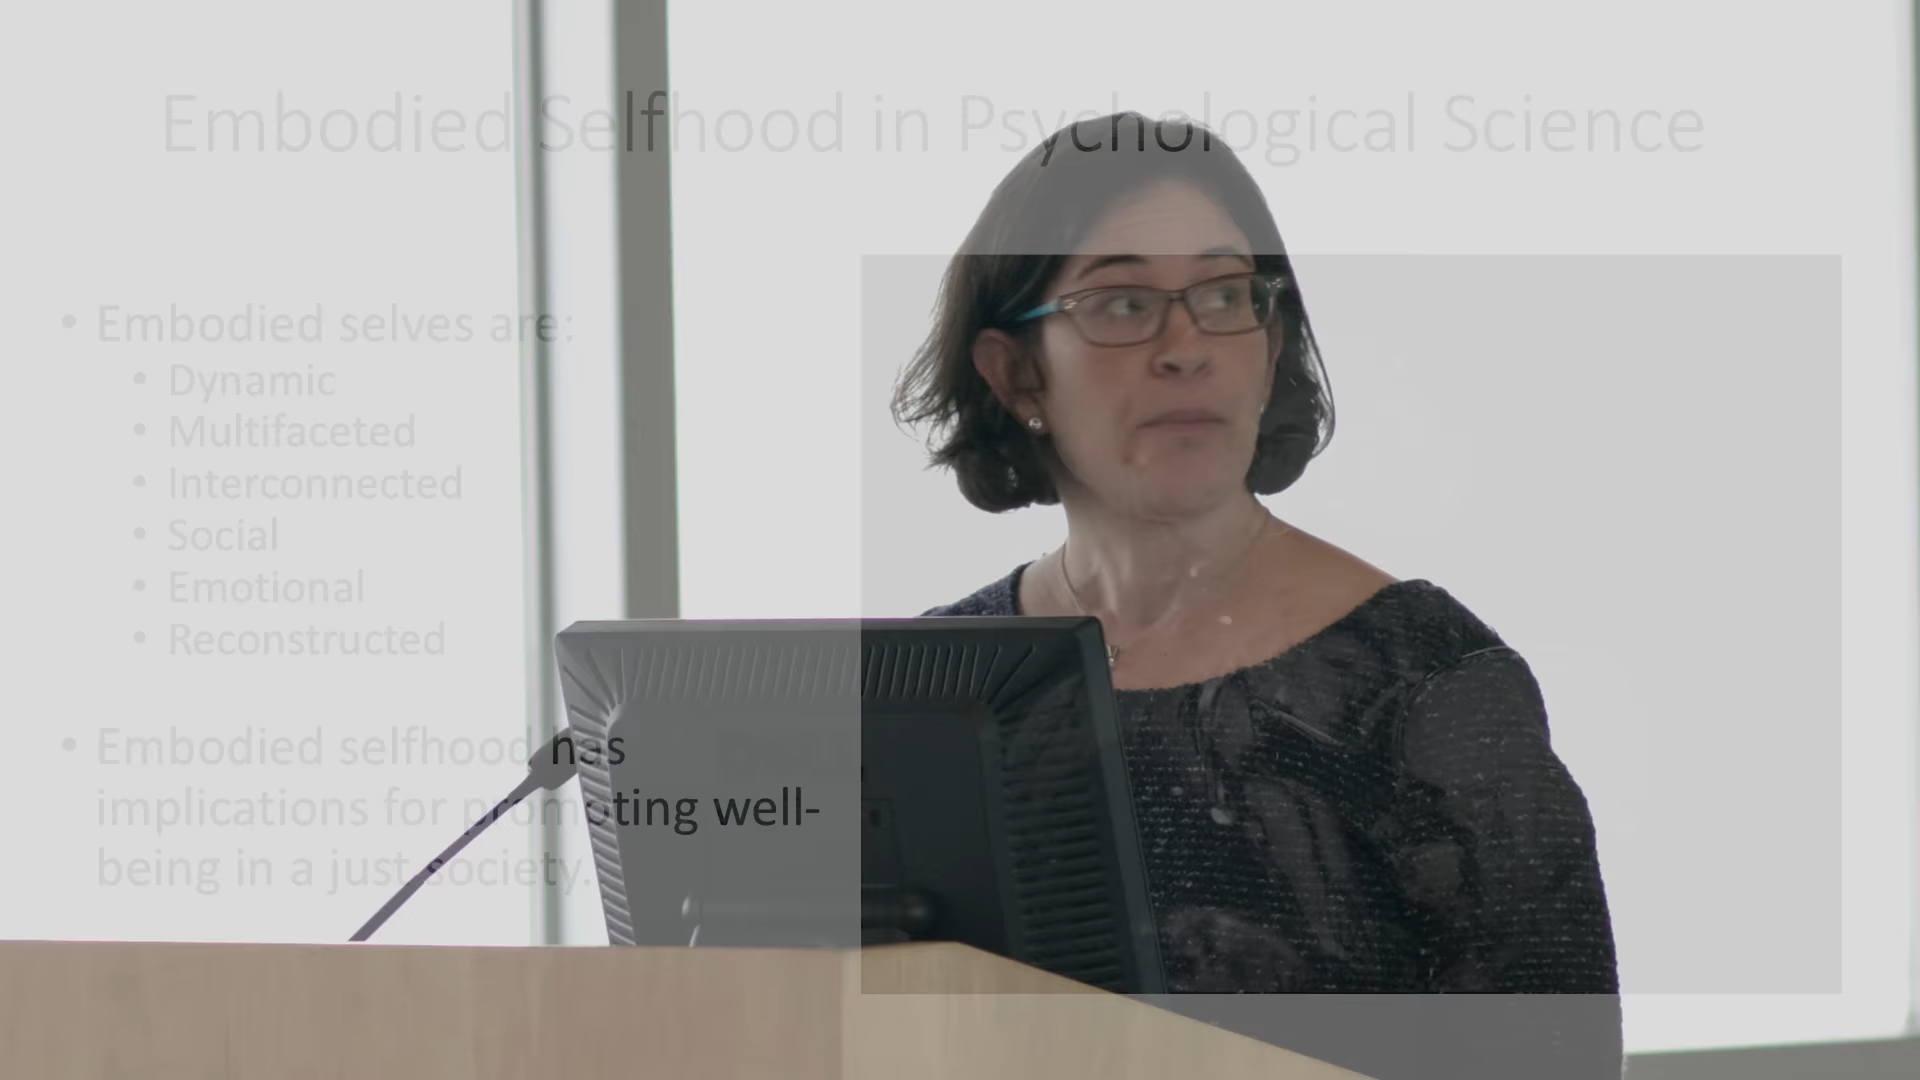 Embodied Selfhood in Psychological Science
• Embodied selves are:
• Dynamic
• Multifaceted
• Interconnected
• Social
• Emotional
• Reconstructed
• Embodied selfhood has
implications for promoting well-
being in a just society.